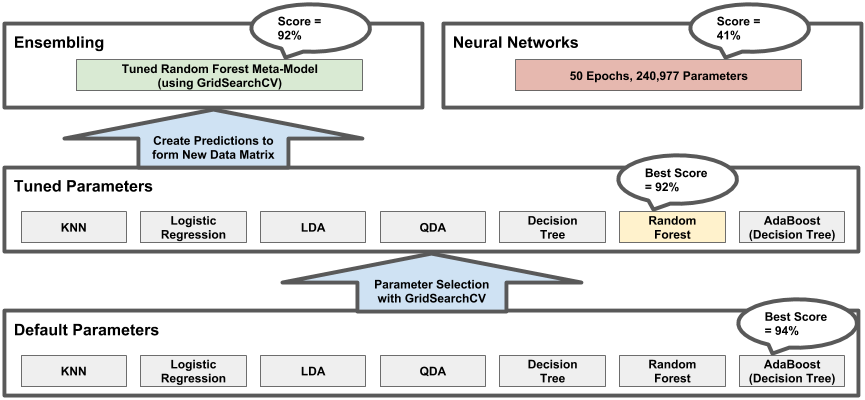 Score =
92%
Ensembling
Tuned Random Forest Meta-Model
(using GridSearchCV)
Score =
41%
Neural Networks
50 Epochs, 240,977 Parameters
Create Predictions to
form New Data Matrix
Tuned Parameters
Best Score
= 92%
KNN
Logistic
Regression
LDA
QDA
Decision
Tree
Random
Forest
AdaBoost
(Decision Tree)
Parameter Selection
with GridSearchCV
Default Parameters
Best Score
= 94%
KNN
Logistic
Regression
LDA
QDA
Decision
Tree
Random
Forest
AdaBoost
(Decision Tree)